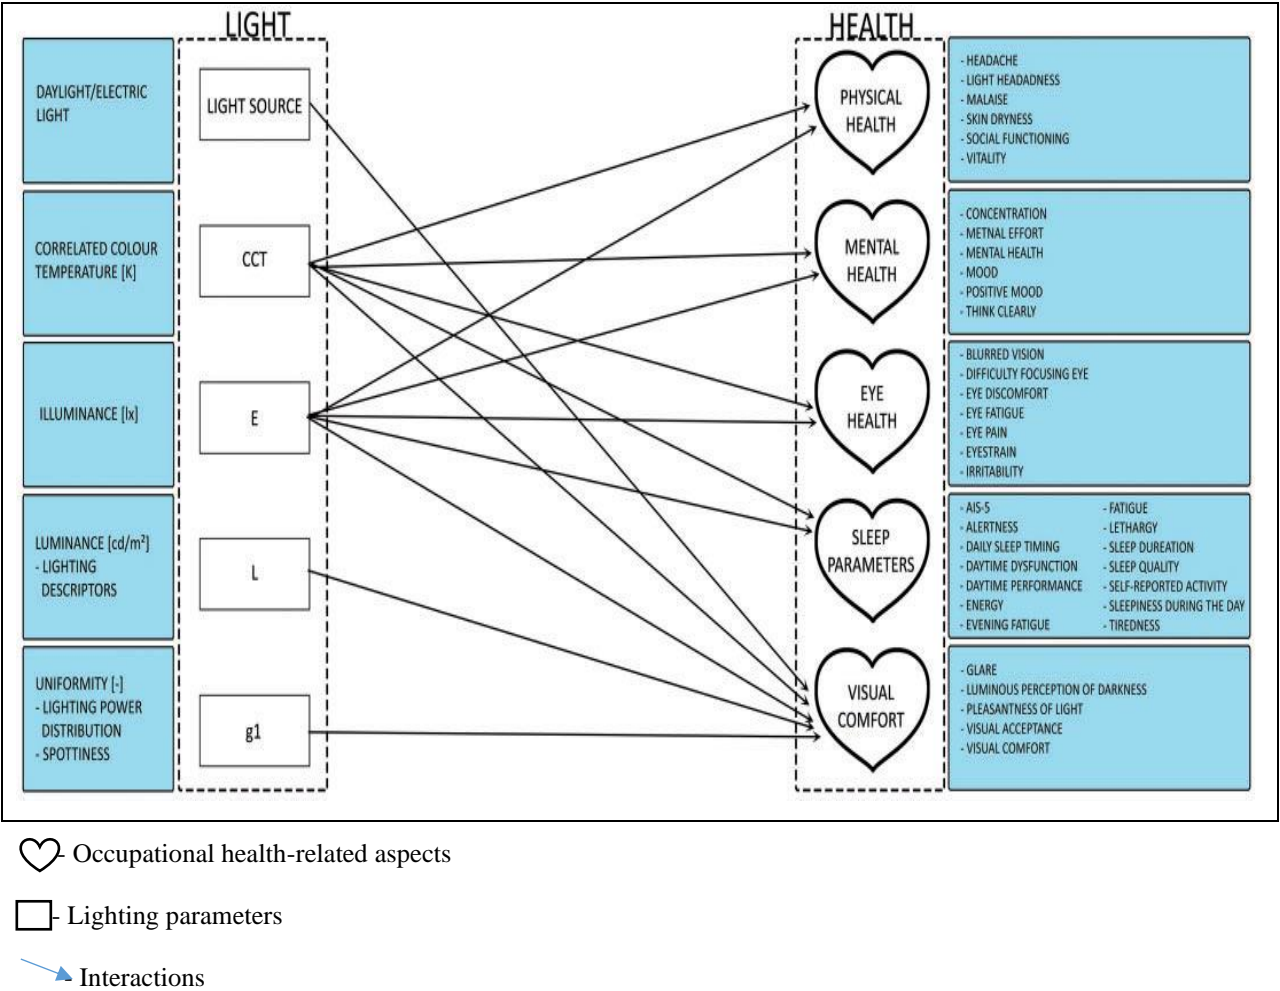 LIGHT
HEALTH
DAYLIGHT/ELECTRIC
LIGHT
LIGHT SOURCE
PHYSICAL
HEALTH
- HEADACHE
- LIGHT HEADADNESS
- MALAISE
- SKIN DRYNESS
- SOCIAL FUNCTIONING
- VITALITY
CORRELATED COLOUR
TEMPERATURE [K]
CCT
MENTAL
HEALTH
- CONCENTRATION
- METNAL EFFORT
- MENTAL HEALTH
- MOOD
- POSITIVE MOOD
- THINK CLEARLY
ILLUMINANCE [lx]
E
EYE
HEALTH
- BLURRED VISION
- DIFFICULTY FOCUSING EYE
- EYE DISCOMFORT
- EYE FATIGUE
- EYE PAIN
- EYESTRAIN
- IRRITABILITY
LUMINANCE [cd/m²]
- LIGHTING
DESCRIPTORS
L
SLEEP
PARAMETERS
- AIS-5
- ALERTNESS
- DAILY SLEEP TIMING
- DAYTIME DYSFUNCTION
- DAYTIME PERFORMANCE
- ENERGY
- EVENING FATIGUE
- FATIGUE
- LETHARGY
- SLEEP DUREATION
- SLEEP QUALITY
- SELF-REPORTED ACTIVITY
- SLEEPINESS DURING THE DAY
- TIREDNESS
UNIFORMITY [-]
- LIGHTING POWER
DISTRIBUTION
- SPOTTINESS
g1
VISUAL
COMFORT
- GLARE
- LUMINOUS PERCEPTION OF DARKNESS
- PLEASANTNESS OF LIGHT
- VISUAL ACCEPTANCE
- VISUAL COMFORT
- Occupational health-related aspects
- Lighting parameters
- Interactions